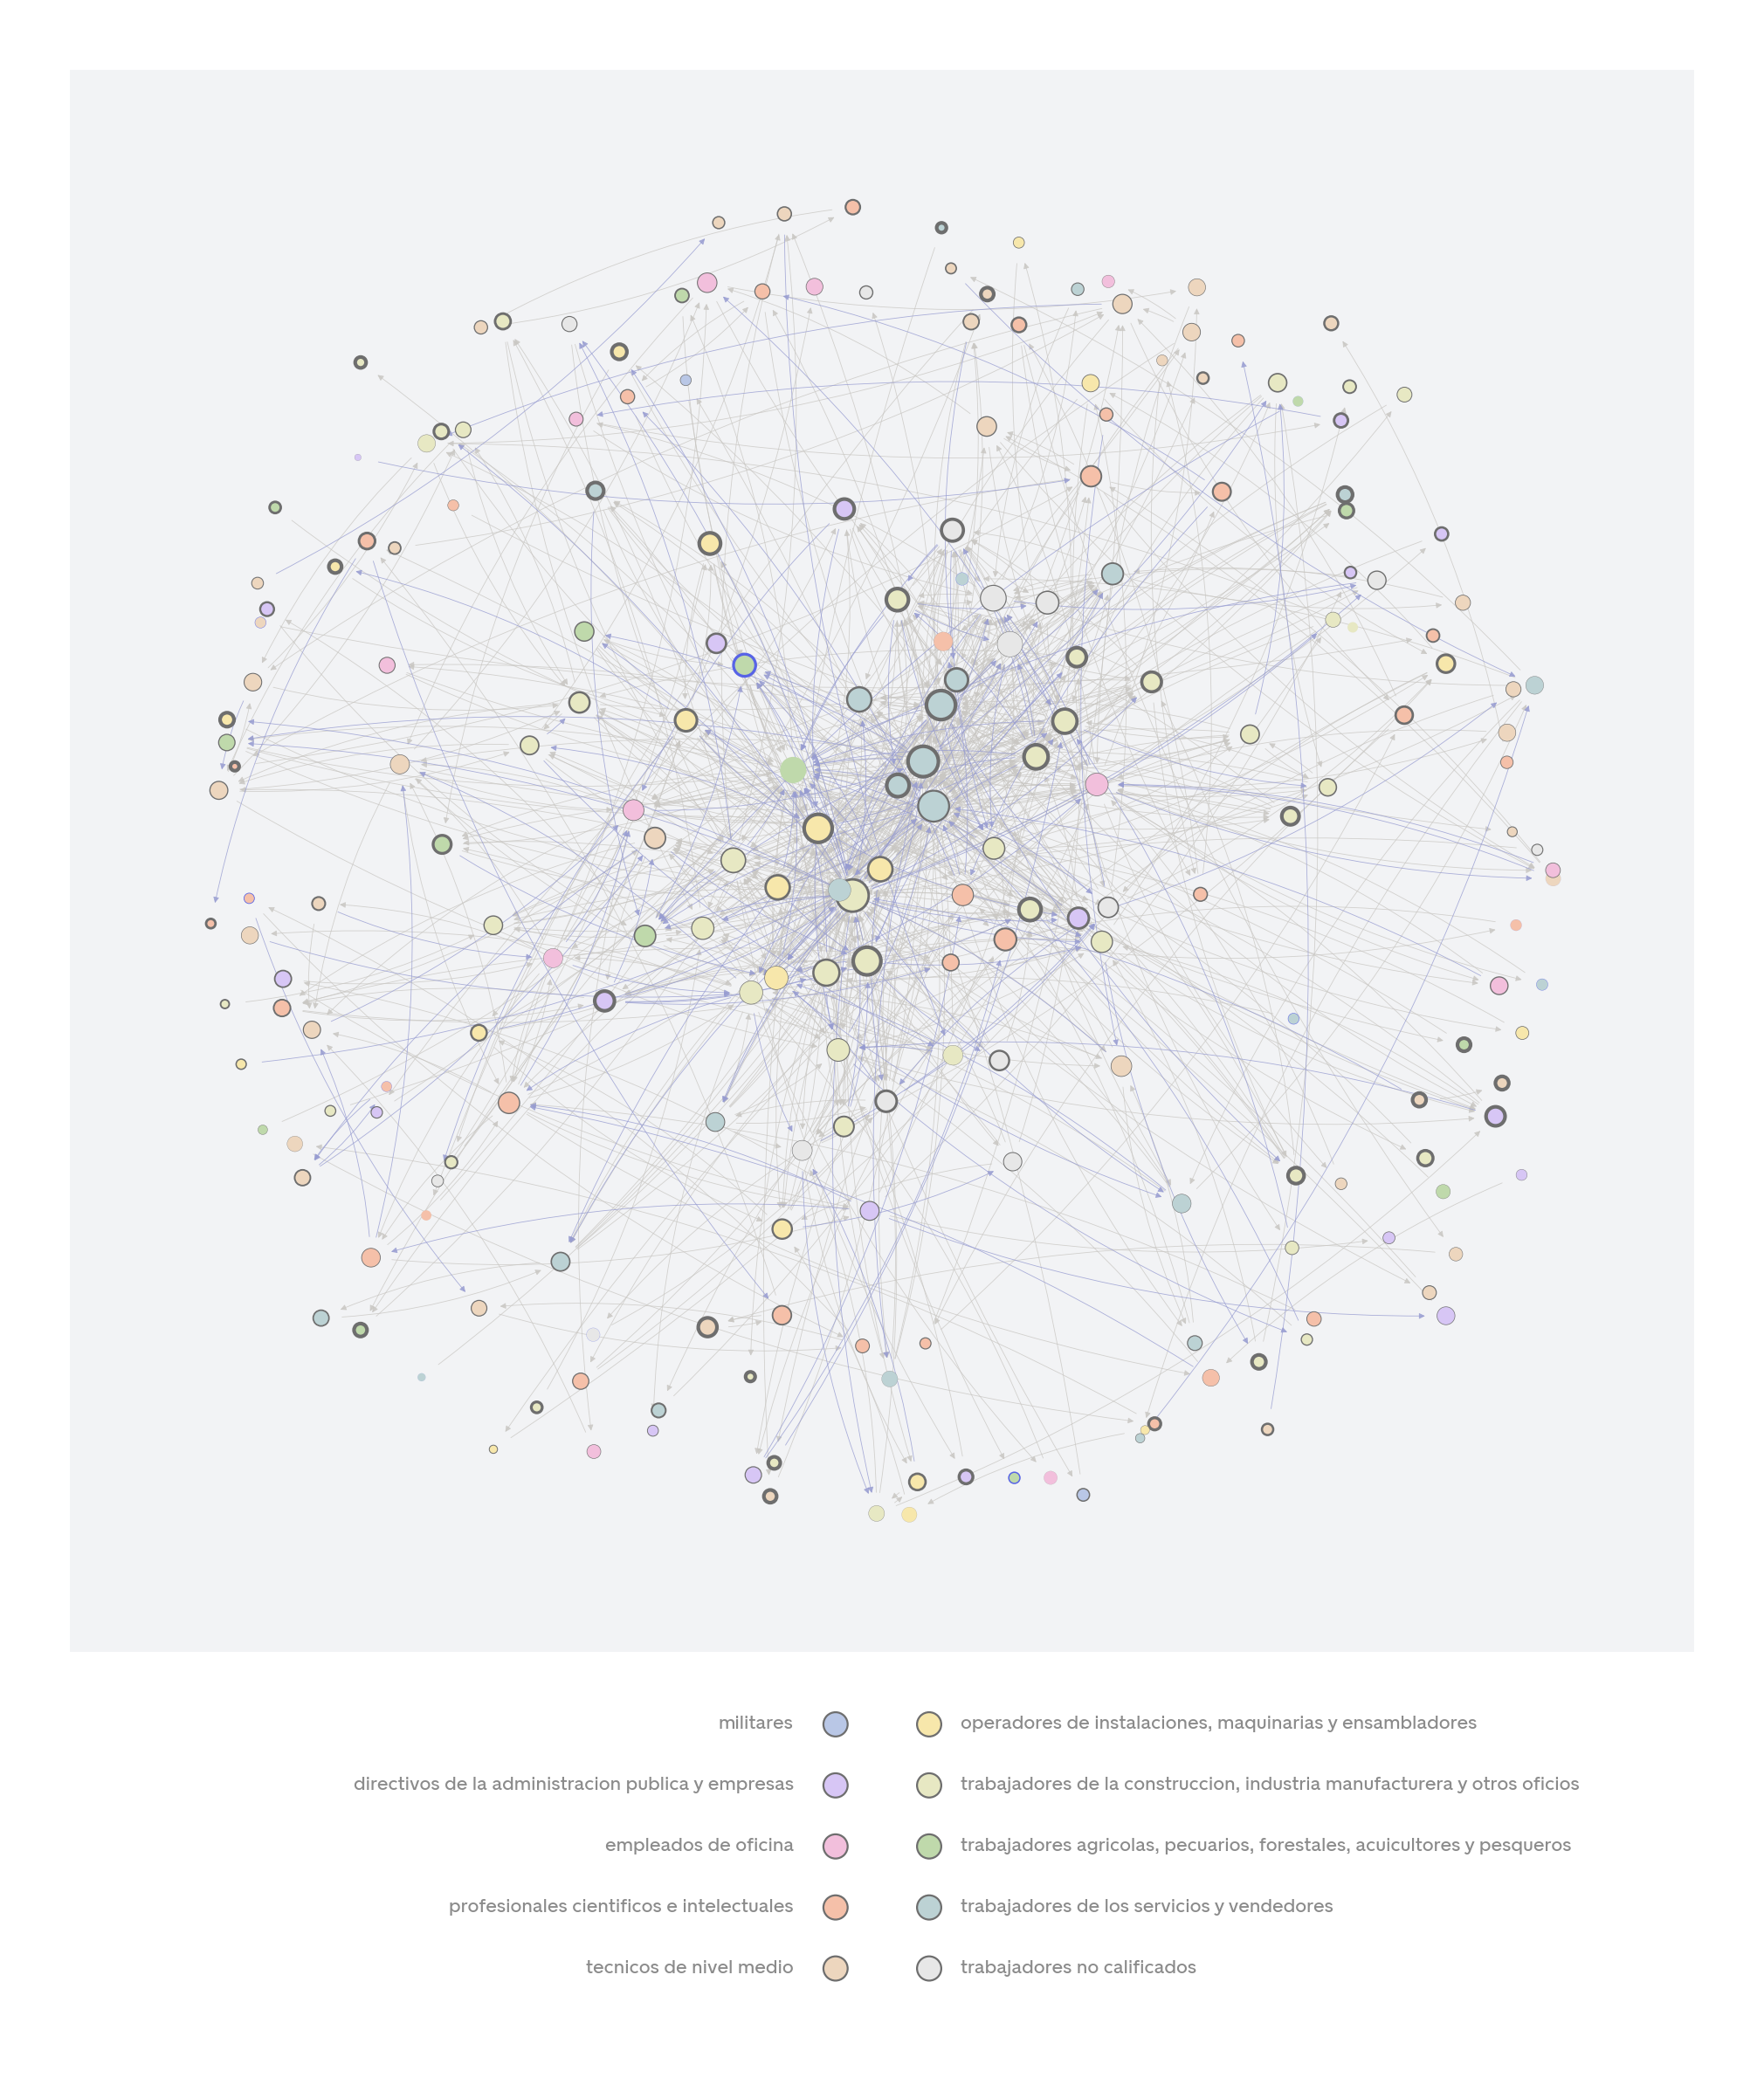 militares
directivos de la administracion publica y empresas
empleados de oficina
profesionales cientificos e intelectuales
tecnicos de nivel medio
operadores de instalaciones, maquinarias y ensambladores
trabajadores de la construccion, industria manufacturera y otros oficios
trabajadores agricolas, pecuarios, forestales, acuicultores y pesqueros
trabajadores de los servicios y vendedores
trabajadores no calificados